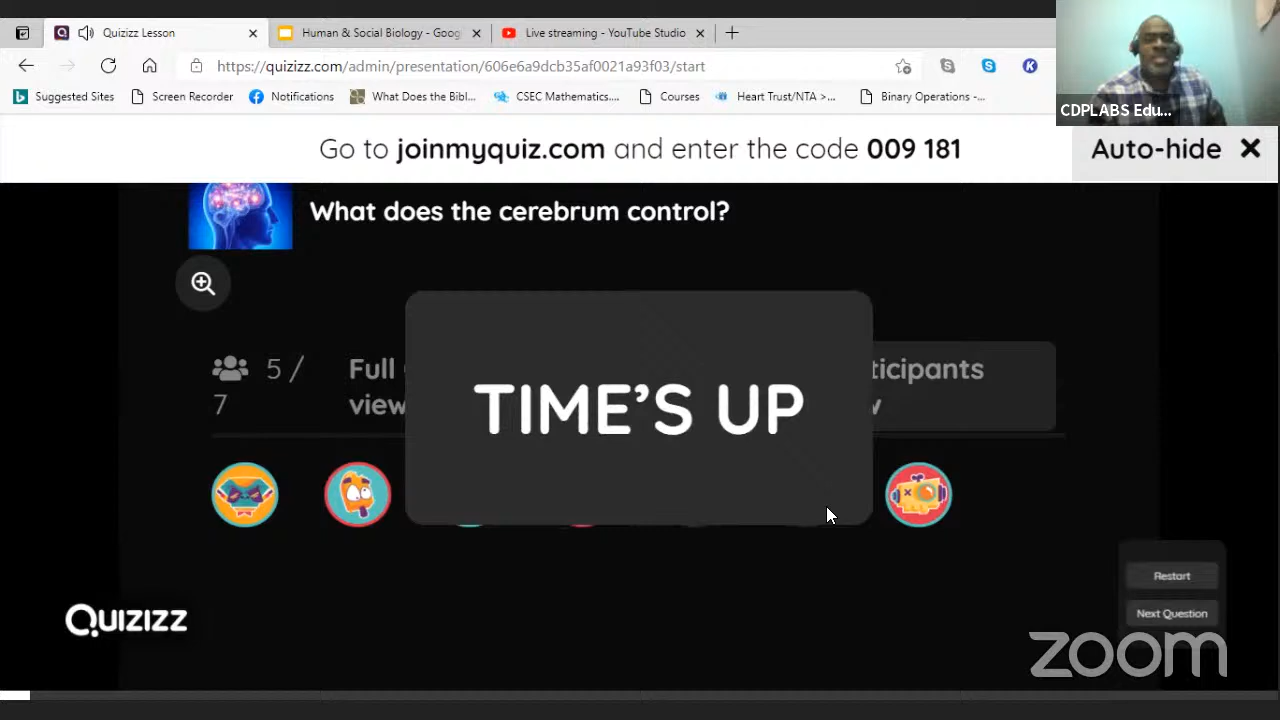 Quizizz Lesson
Human & Social Biology - Goog
Live streaming - YouTube Studio
https://quizizz.com/admin/presentation/606e6a9dcb35af0021a93f03/start
Suggested Sites
Screen Recorder
Notifications
What Does the Bibl...
CSEC Mathematics....
Courses
Heart Trust/NTA >...
Binary Operations -...
CDPLABS Edu...
Go to joinmyquiz.com and enter the code 009 181
Auto-hide
What does the cerebrum control?
5 /
7
Full
view
ticipants
TIME'S UP
Restart
Next Question
QUIZIZZ
zoom